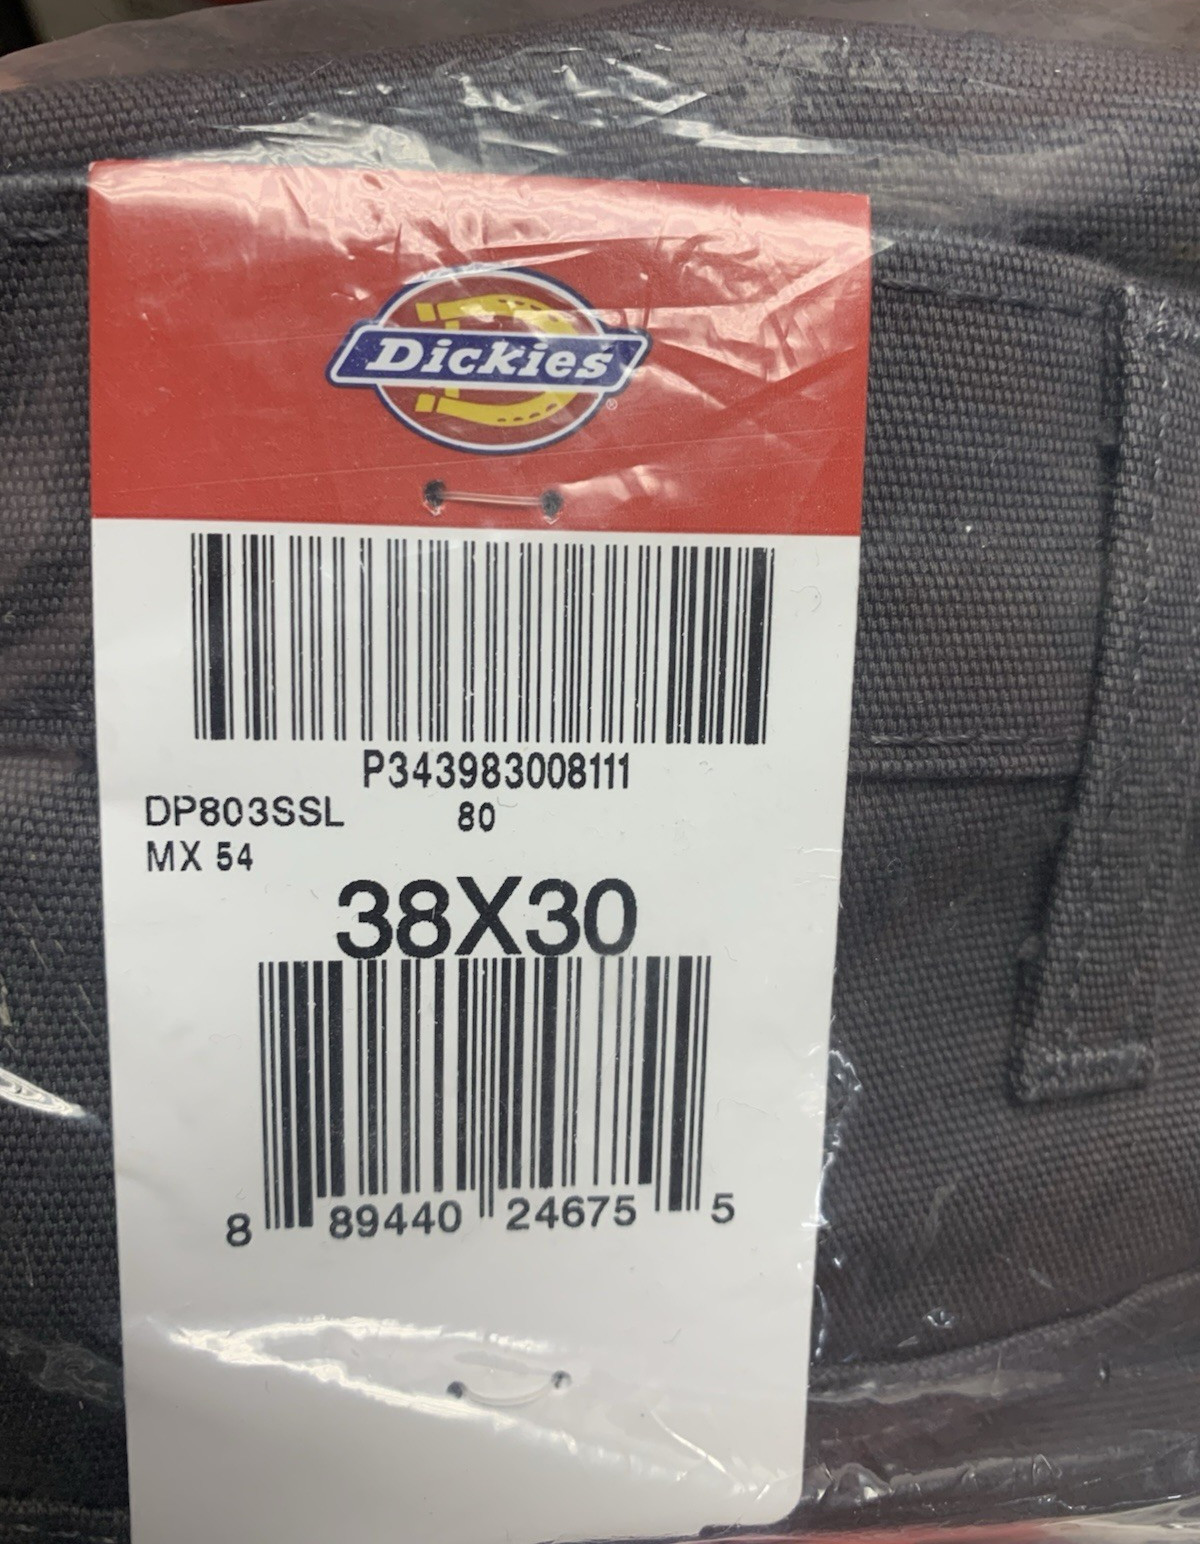 Dickies
P343983008111
DP803SSL 80
MX 54
38X30
8 89440 24675 5